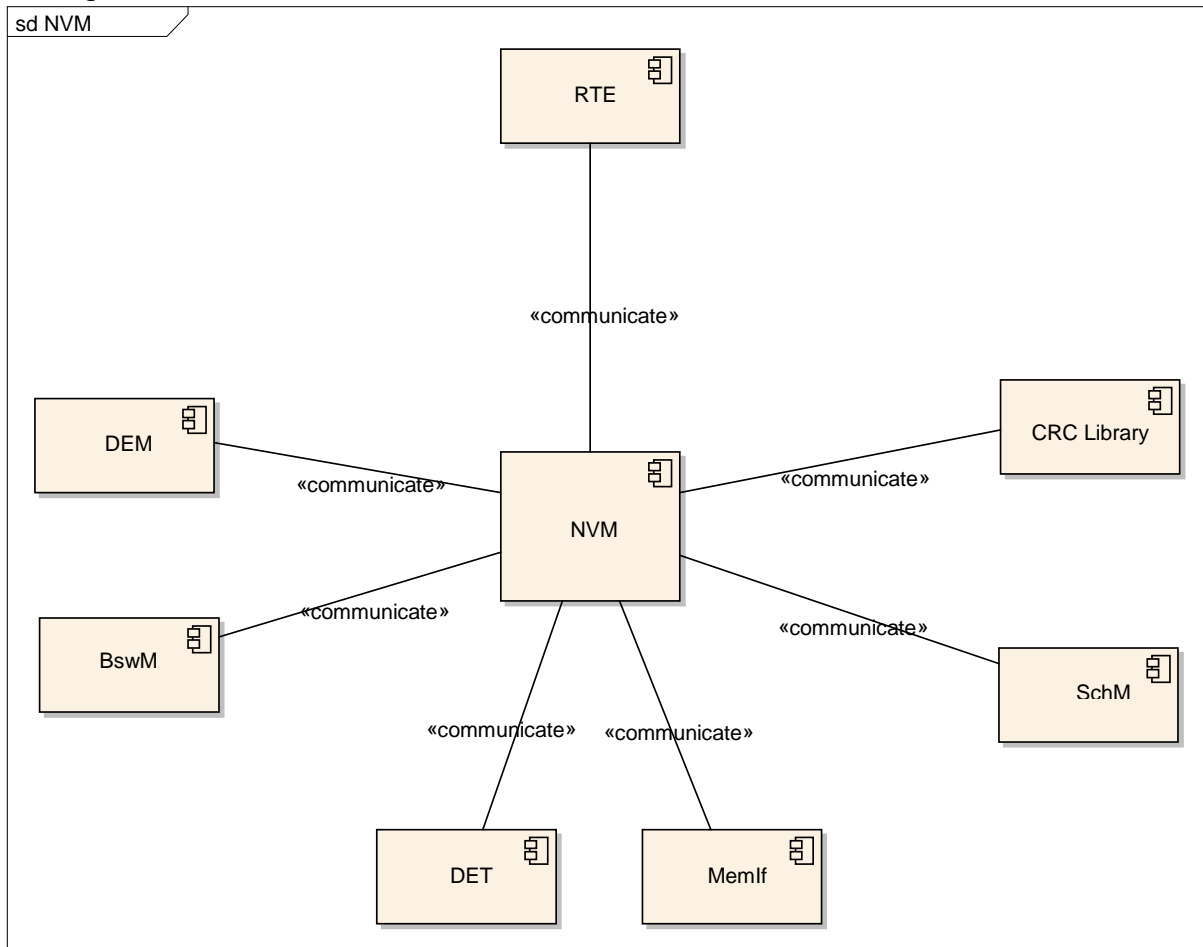 sd NVM
RTE
«communicate»
DEM
CRC Library
«communicate»
«communicate»
NVM
BswM
«communicate»
«communicate»
SchM
«communicate»
«communicate»
DET
MemIf